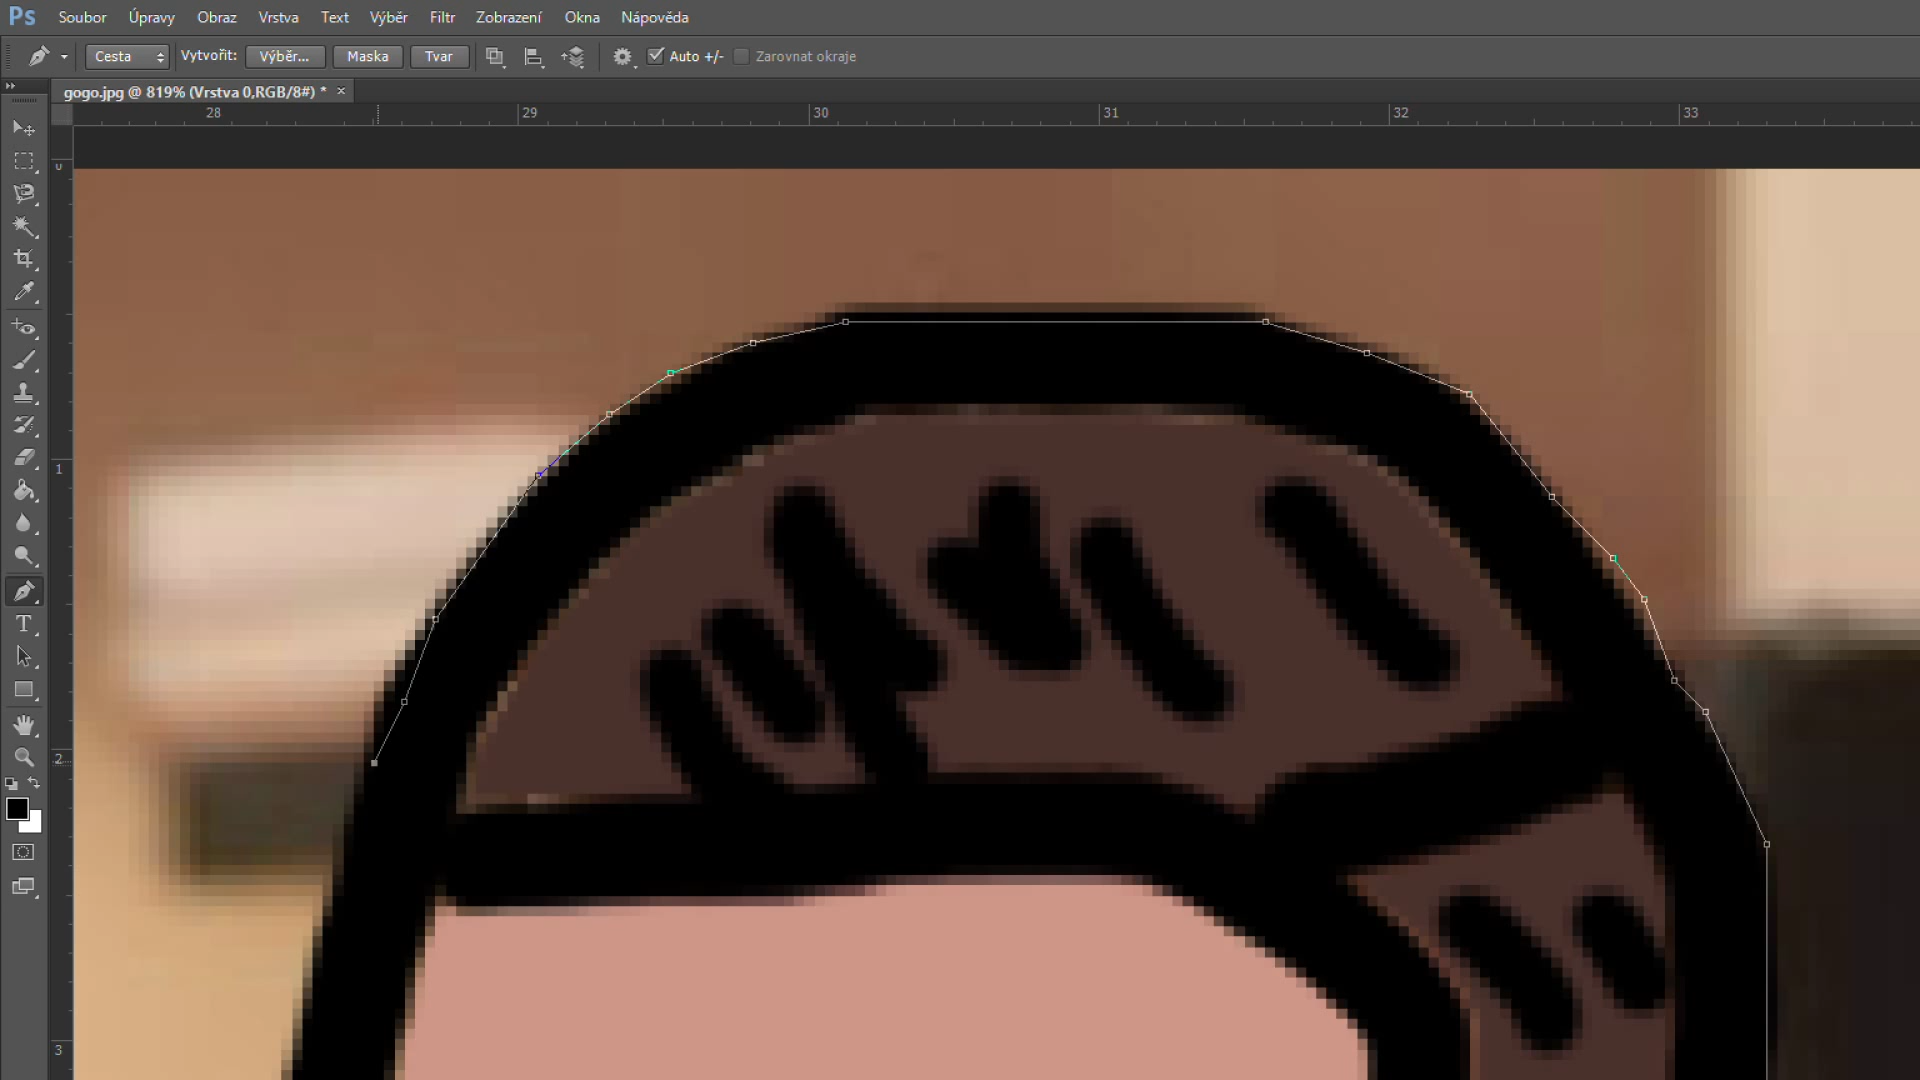 Ps Soubor Úpravy Obraz Vrstva Text Výběr Filtr Zobrazení Okna Nápověda
Cesta Vytvořit: Výběr... Maska Tvar Auto +/- Zarovnat okraje
gogo.jpg @ 819% (Vrstva 0,RGB/8#) * ×
28 29 30 31 32 33
0
1
2
3